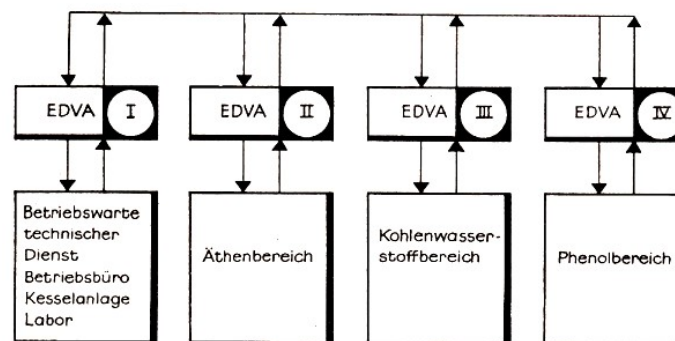 EDVA I
EDVA II
EDVA III
EDVA IV
Betriebswarte
technischer
Dienst
Betriebsbüro
Kesselanlage
Labor
Äthenbereich
Kohlenwasser-
stoffbereich
Phenolbereich